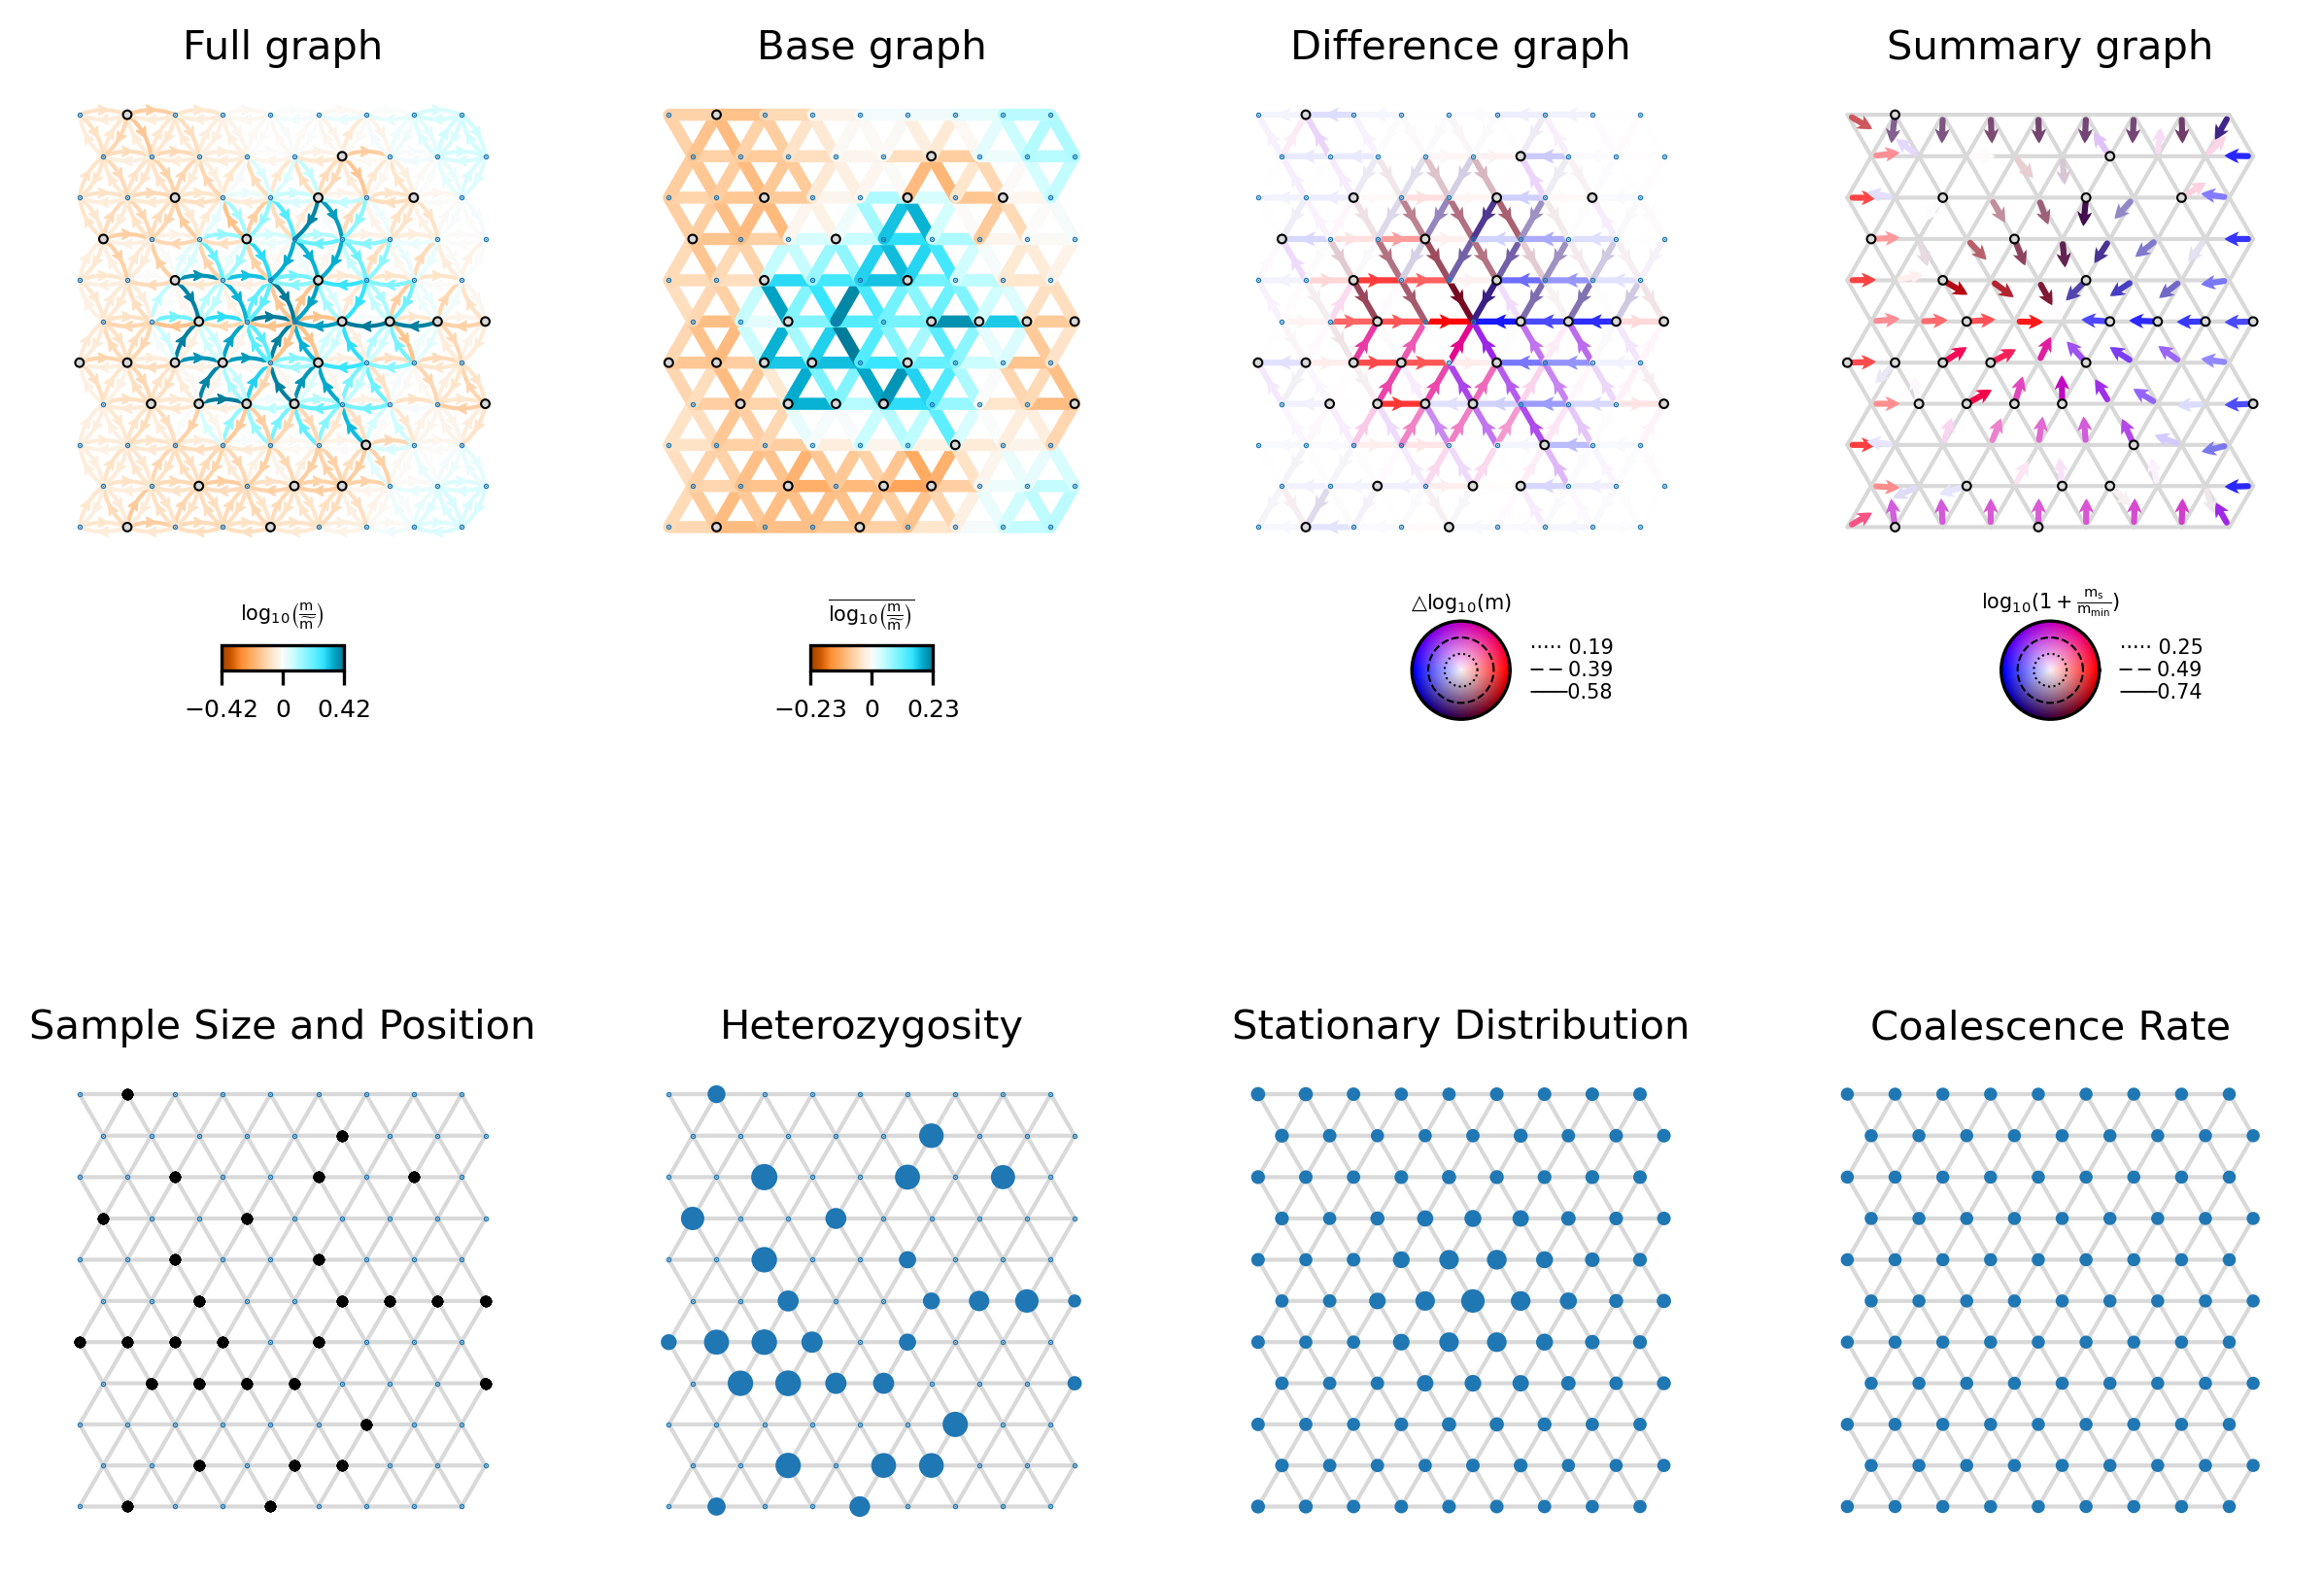 Full graph
Base graph
Difference graph
Summary graph
log₁₀(m/m̃)
−0.42 0 0.42
log₁₀(m/m̃)
−0.23 0 0.23
△log₁₀(m)
0.19
0.39
0.58
log₁₀(1 + mₛ/m_min)
0.25
0.49
0.74
Sample Size and Position
Heterozygosity
Stationary Distribution
Coalescence Rate